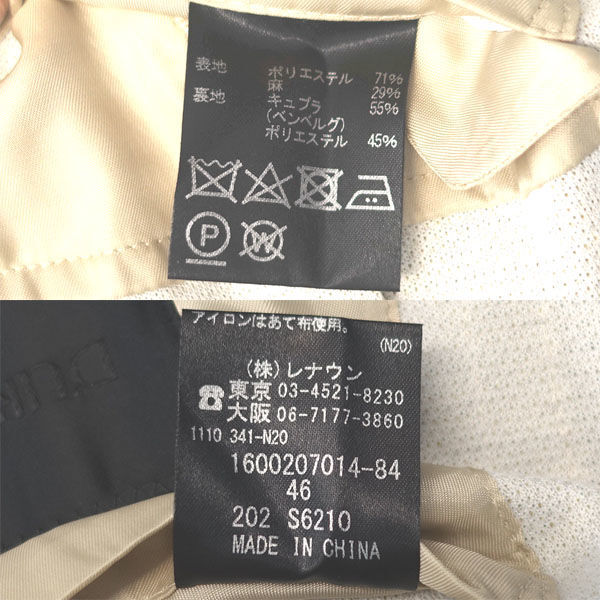 表地 ポリエステル 71%
麻 29%
裏地 キュプラ 55%
(ベンベルグ)
ポリエステル 45%
P
W
アイロンはあて布使用。
(N20)
(株)レナウン
☎東京 03-4521-8230
大阪 06-7177-3860
1110 341-N20
1600207014-84
46
202 S6210
MADE IN CHINA